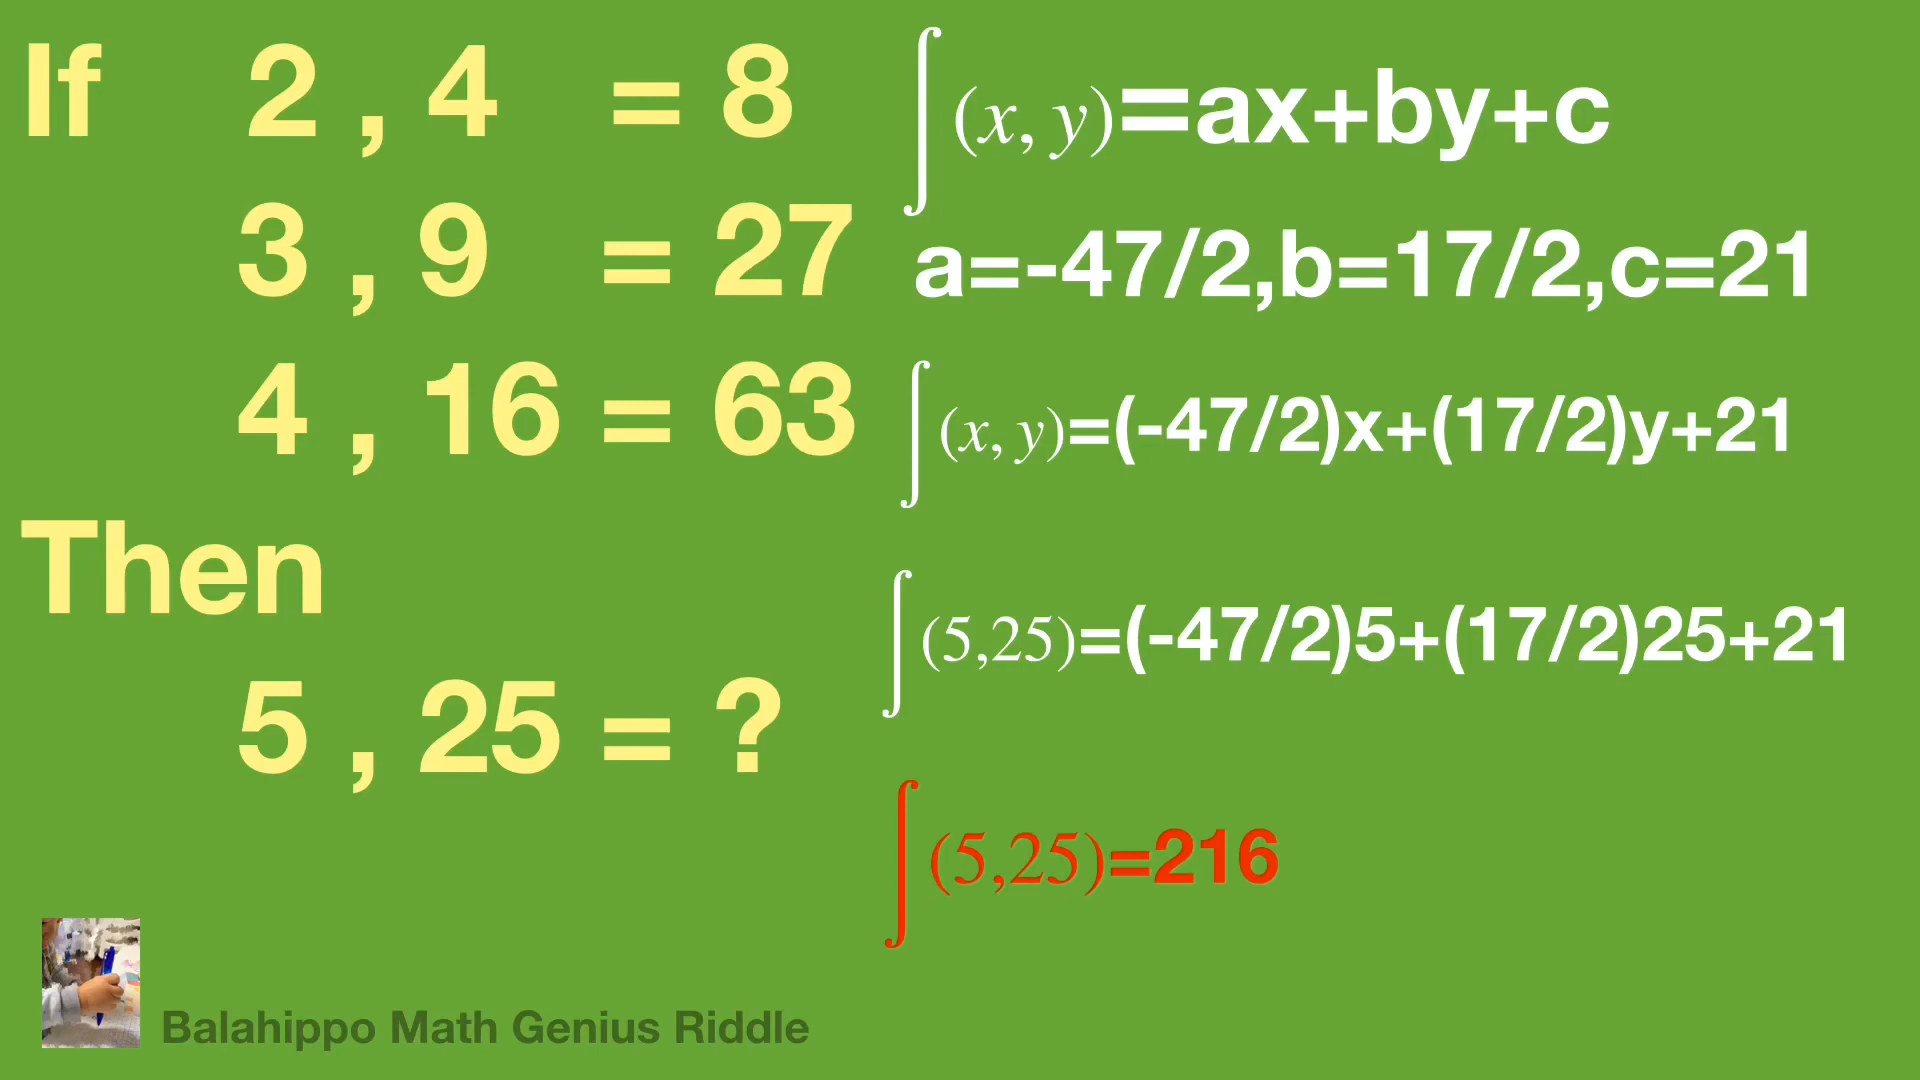 If 2 , 4 = 8
3 , 9 = 27
4 , 16 = 63
Then
5 , 25 = ?
∫(x, y)=ax+by+c
a=-47/2,b=17/2,c=21
∫(x, y)=(-47/2)x+(17/2)y+21
∫(5,25)=(-47/2)5+(17/2)25+21
∫(5,25)=216
Balahippo Math Genius Riddle